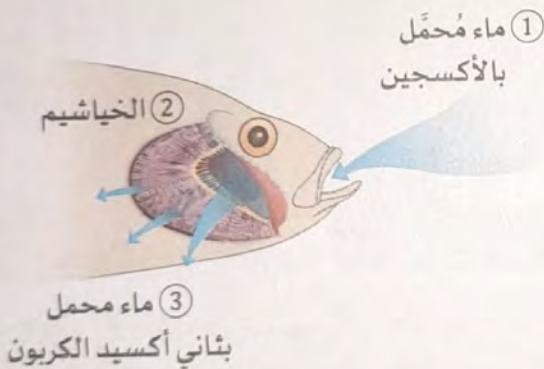 ① ماء مُحمَّل
بالأكسجين
② الخياشيم
③ ماء محمل
بثاني أكسيد الكربون